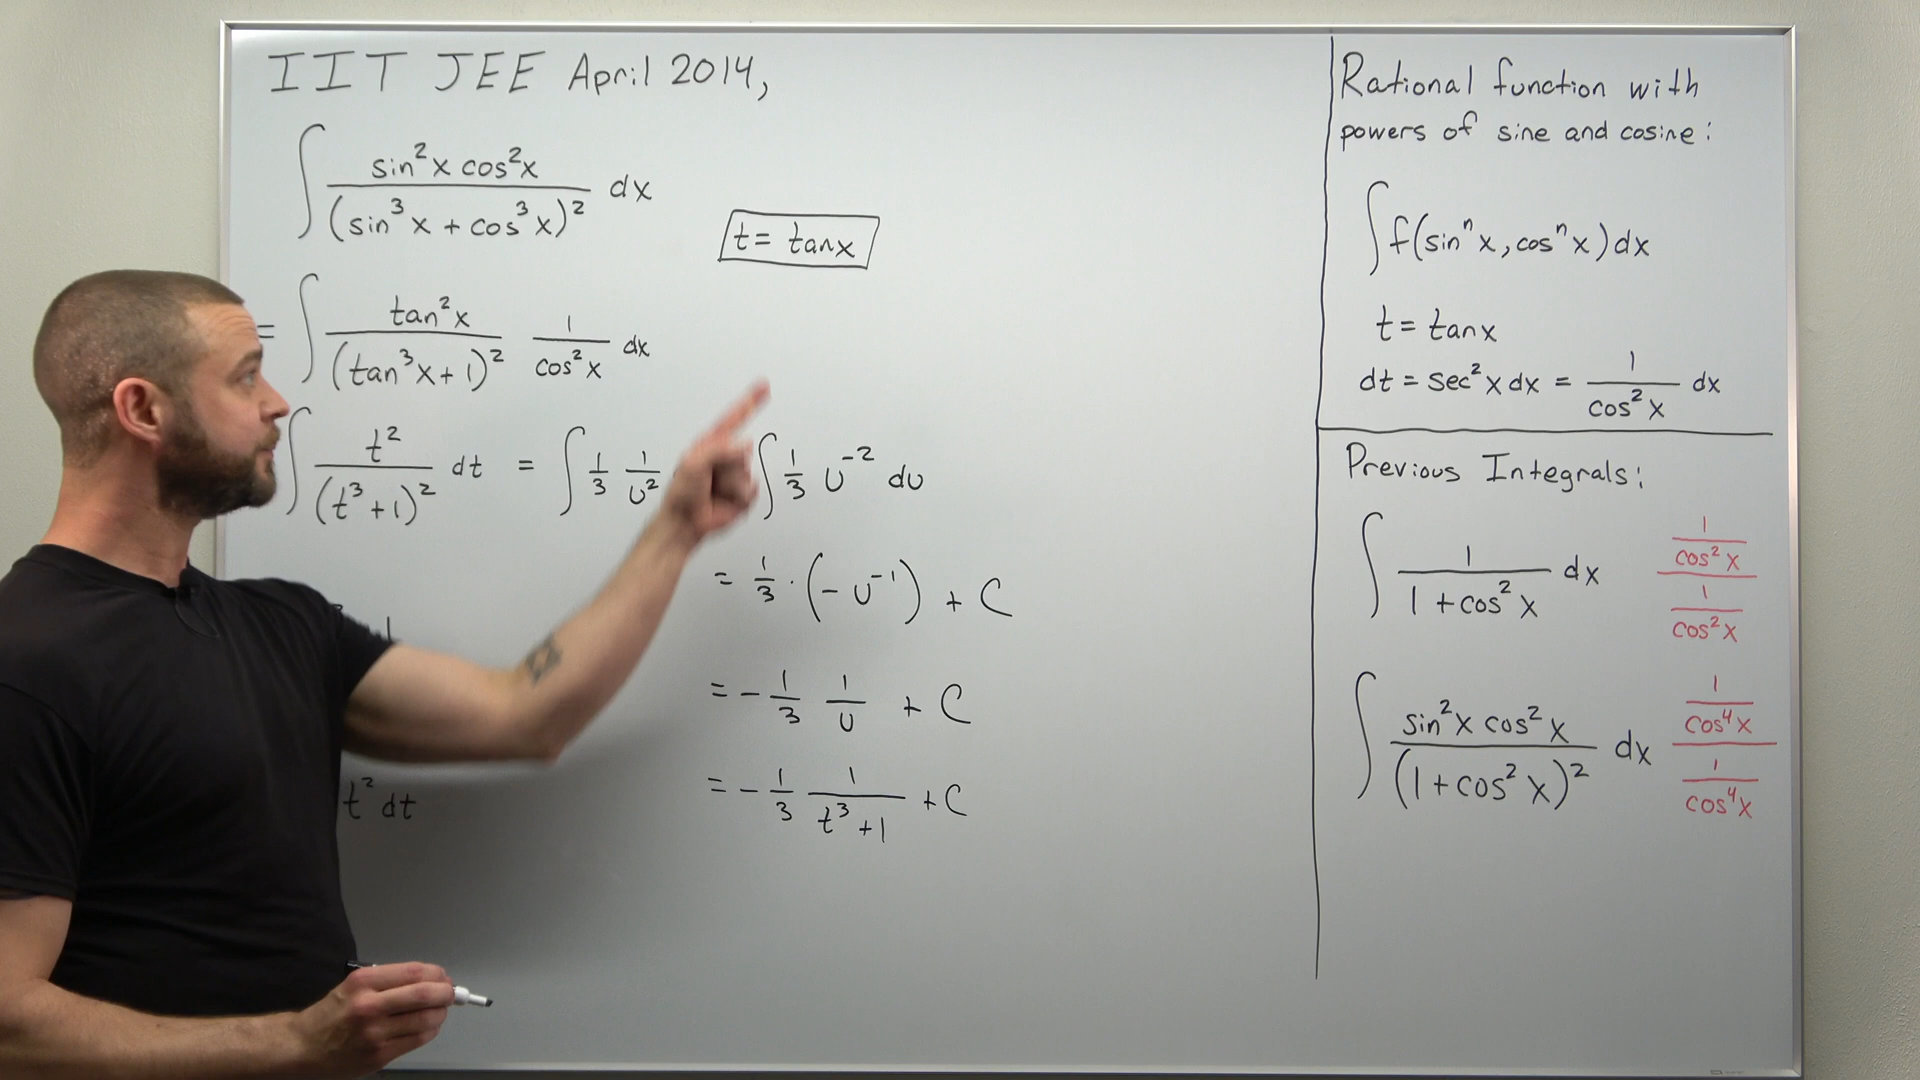 IIT JEE April 2014,
∫ sin²x cos²x / (sin³x + cos³x)² dx
t = tanx
= ∫ tan²x / (tan³x + 1)² 1/cos²x dx
∫ t² / (t³+1)² dt = ∫ 1/3 1/u²
∫ 1/3 u⁻² du
= 1/3 · (-u⁻¹) + C
= - 1/3 1/u + C
t² dt
= - 1/3 1/(t³+1) + C
Rational function with
powers of sine and cosine:
∫ f(sinⁿx, cosⁿx) dx
t = tanx
dt = sec²x dx = 1/cos²x dx
Previous Integrals:
∫ 1/(1+cos²x) dx (1/cos²x)/(1/cos²x)
∫ sin²x cos²x / (1+cos²x)² dx (1/cos⁴x)/(1/cos⁴x)